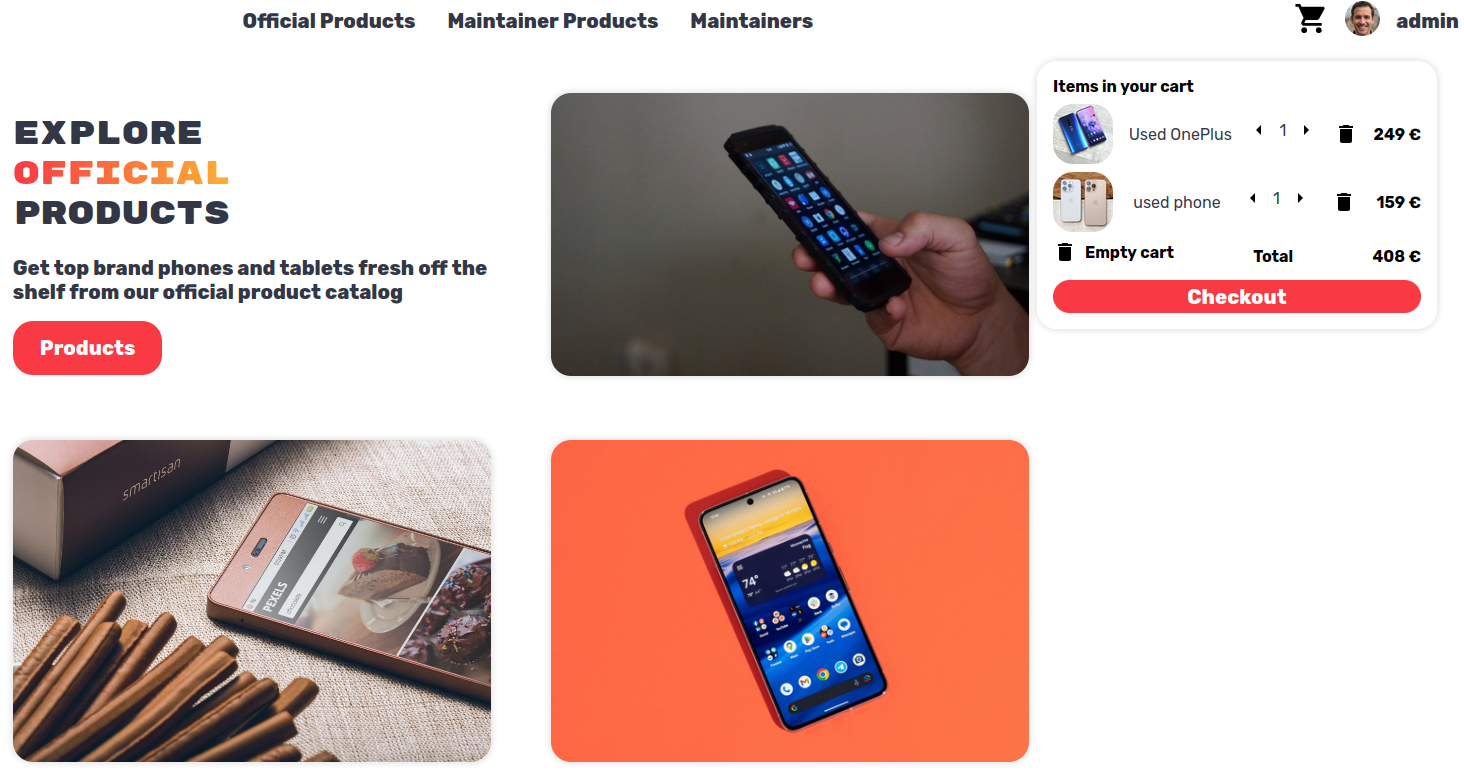 Official Products
Maintainer Products
Maintainers
admin
Items in your cart
Used OnePlus
1
249 €
used phone
1
159 €
Empty cart
Total
408 €
Checkout
EXPLORE
OFFICIAL
PRODUCTS
Get top brand phones and tablets fresh off the
shelf from our official product catalog
Products
smartisan
PEXELS
74°